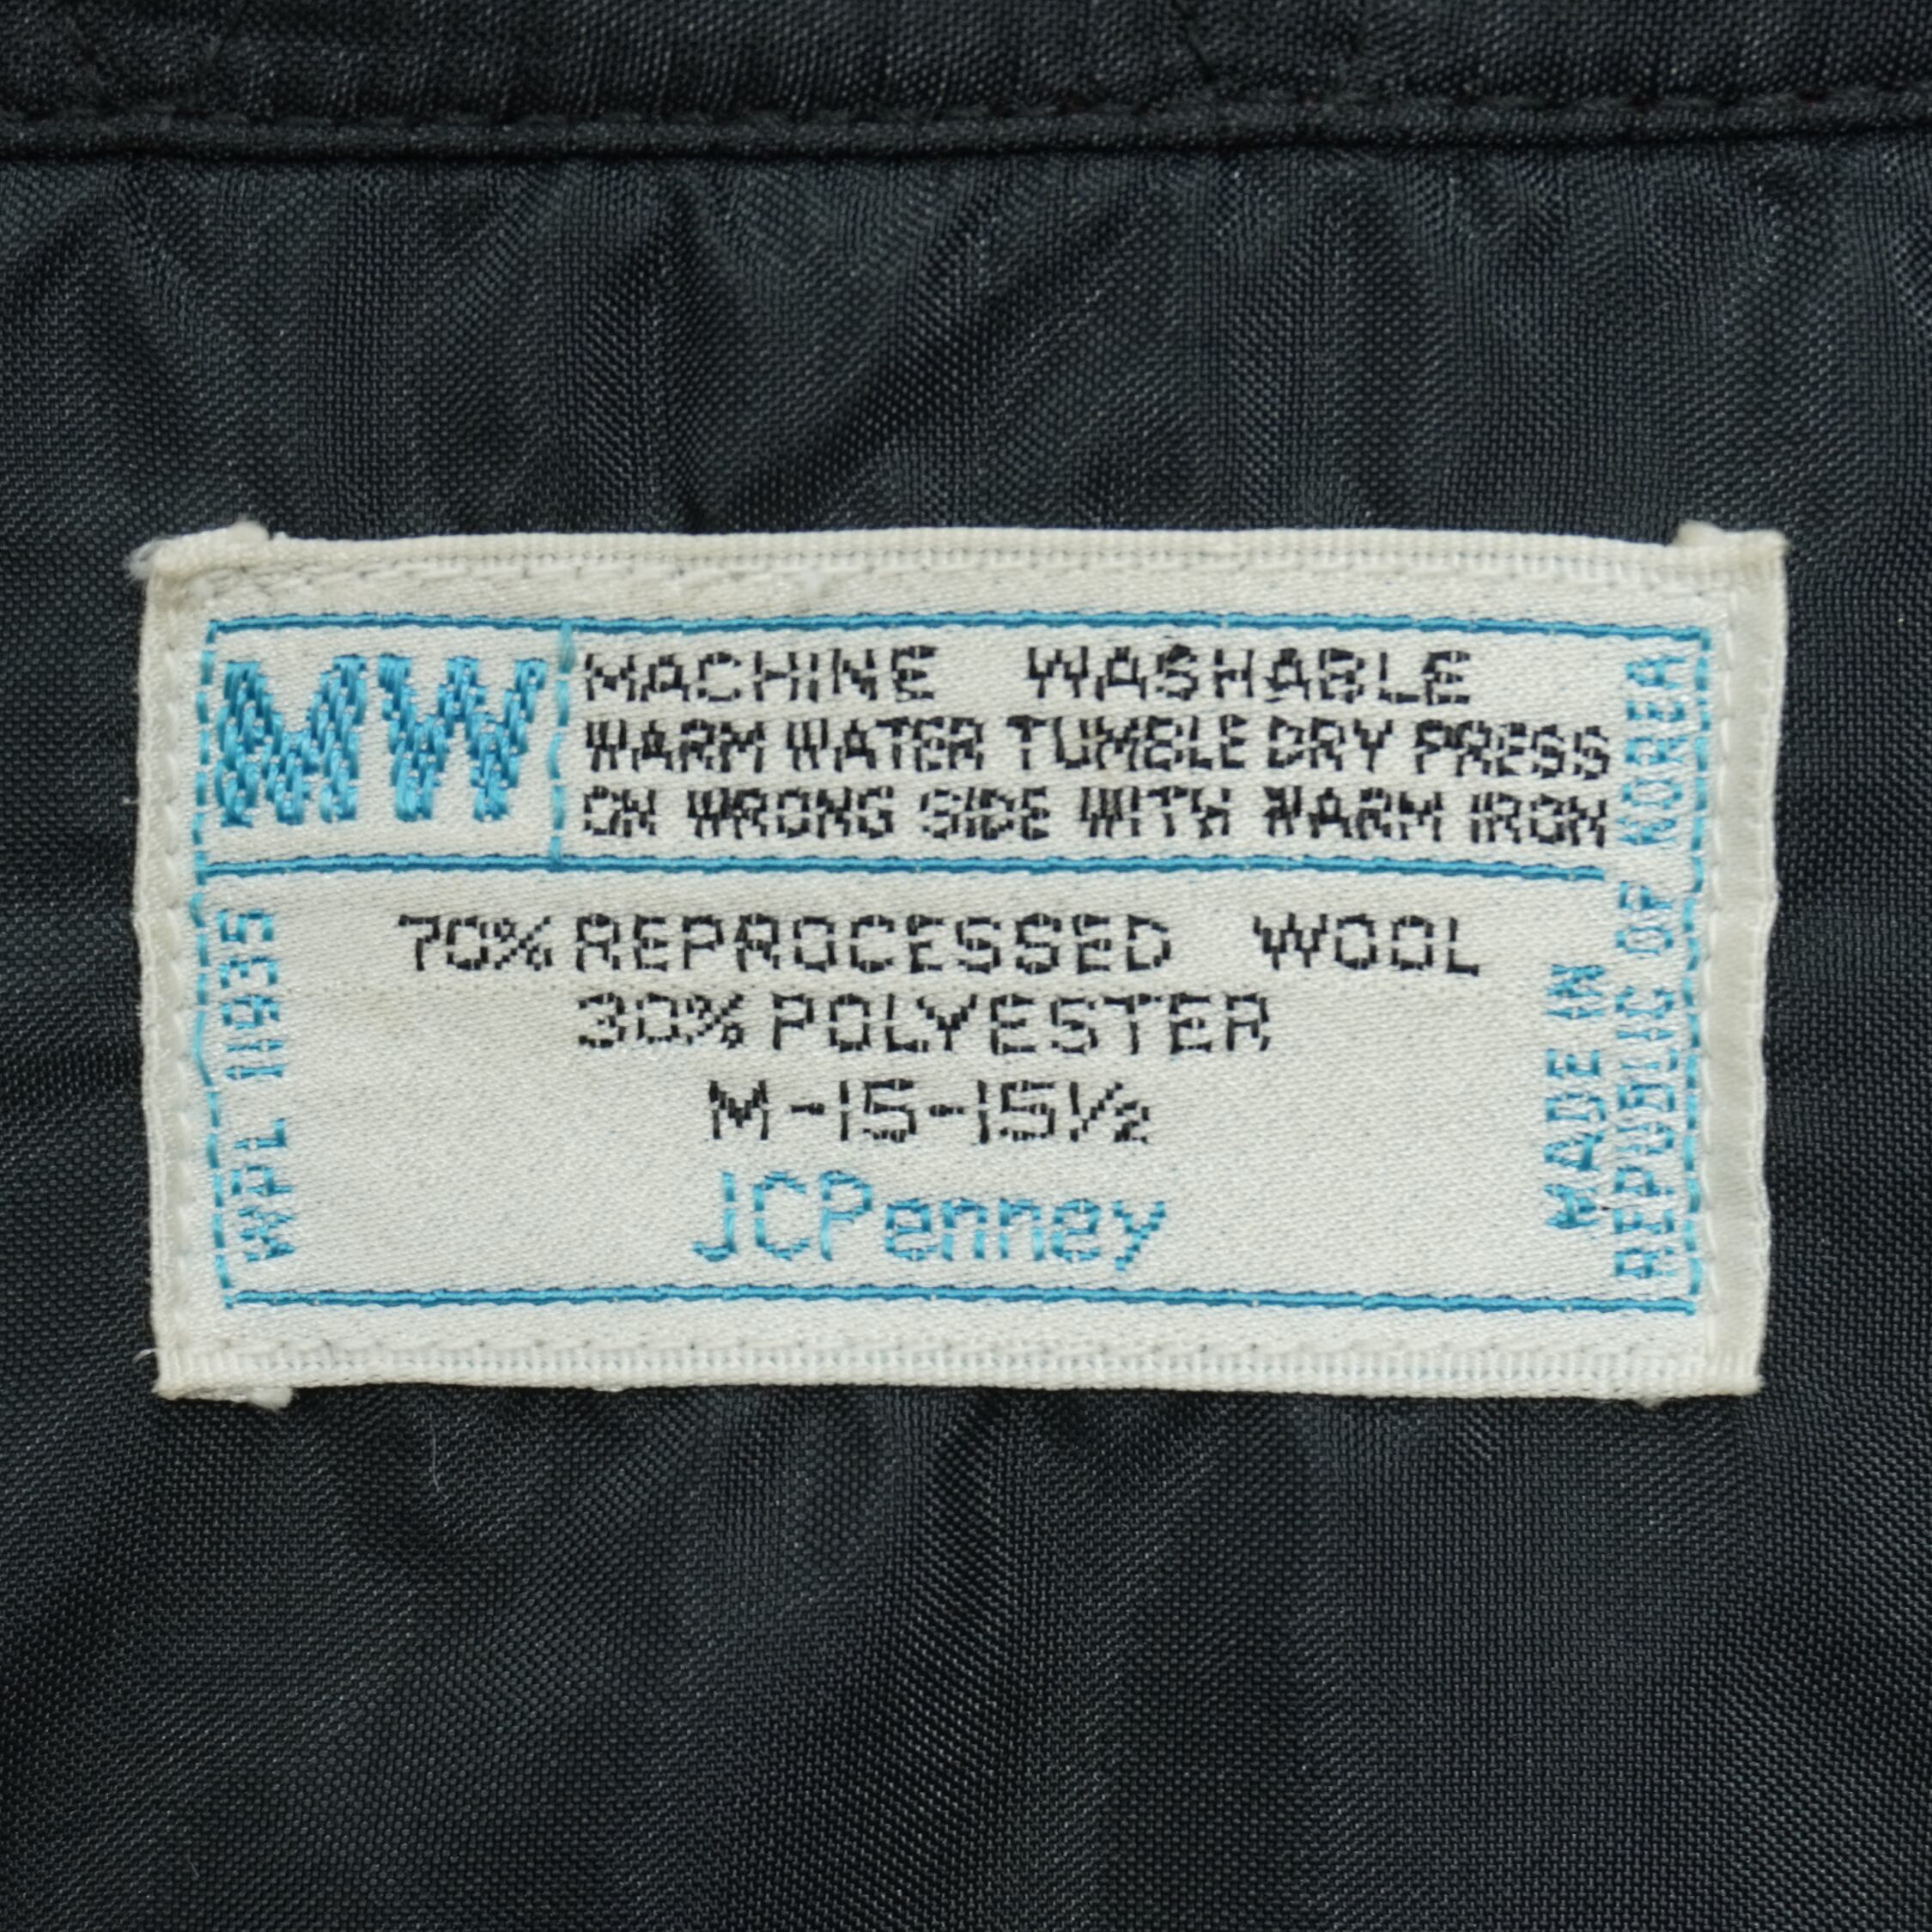 MW
MACHINE WASHABLE
WARM WATER TUMBLE DRY PRESS
ON WRONG SIDE WITH WARM IRON
70% REPROCESSED WOOL
30% POLYESTER
M-15-15½
JCPenney
WPL 11935
MADE IN
REPUBLIC OF KOREA